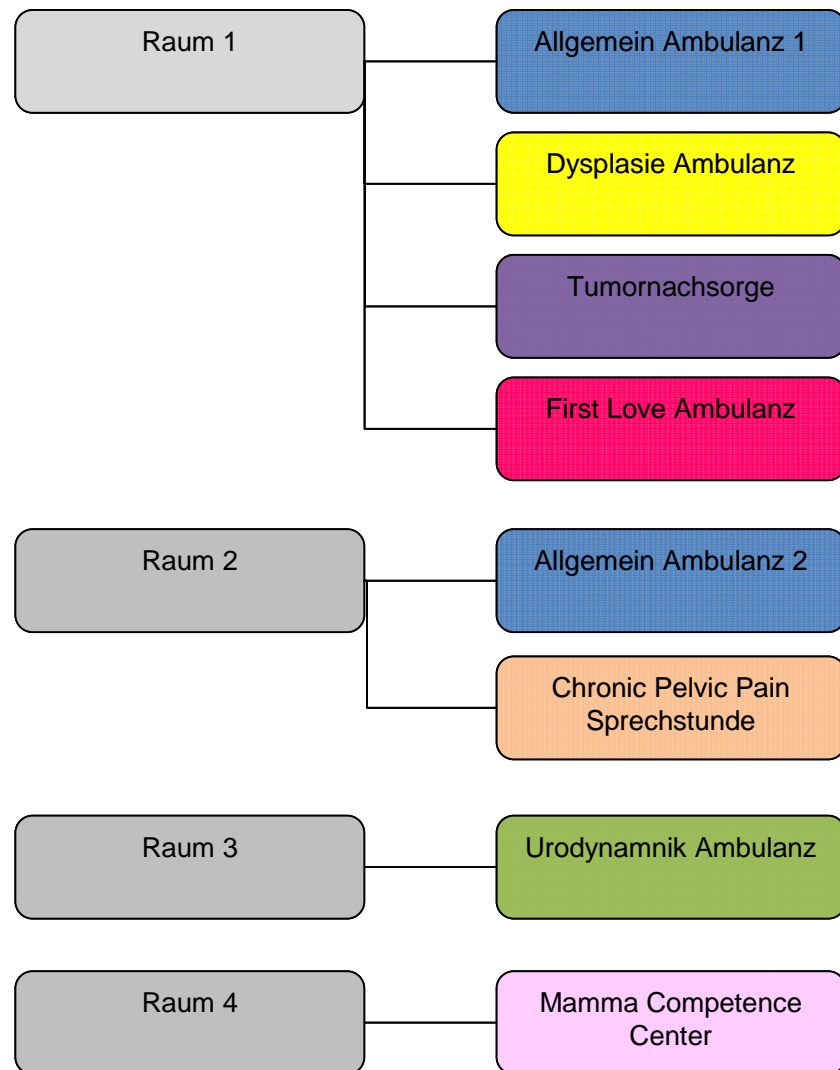 Raum 1
Allgemein Ambulanz 1
Dysplasie Ambulanz
Tumornachsorge
First Love Ambulanz
Raum 2
Allgemein Ambulanz 2
Chronic Pelvic Pain
Sprechstunde
Raum 3
Urodynamnik Ambulanz
Raum 4
Mamma Competence
Center